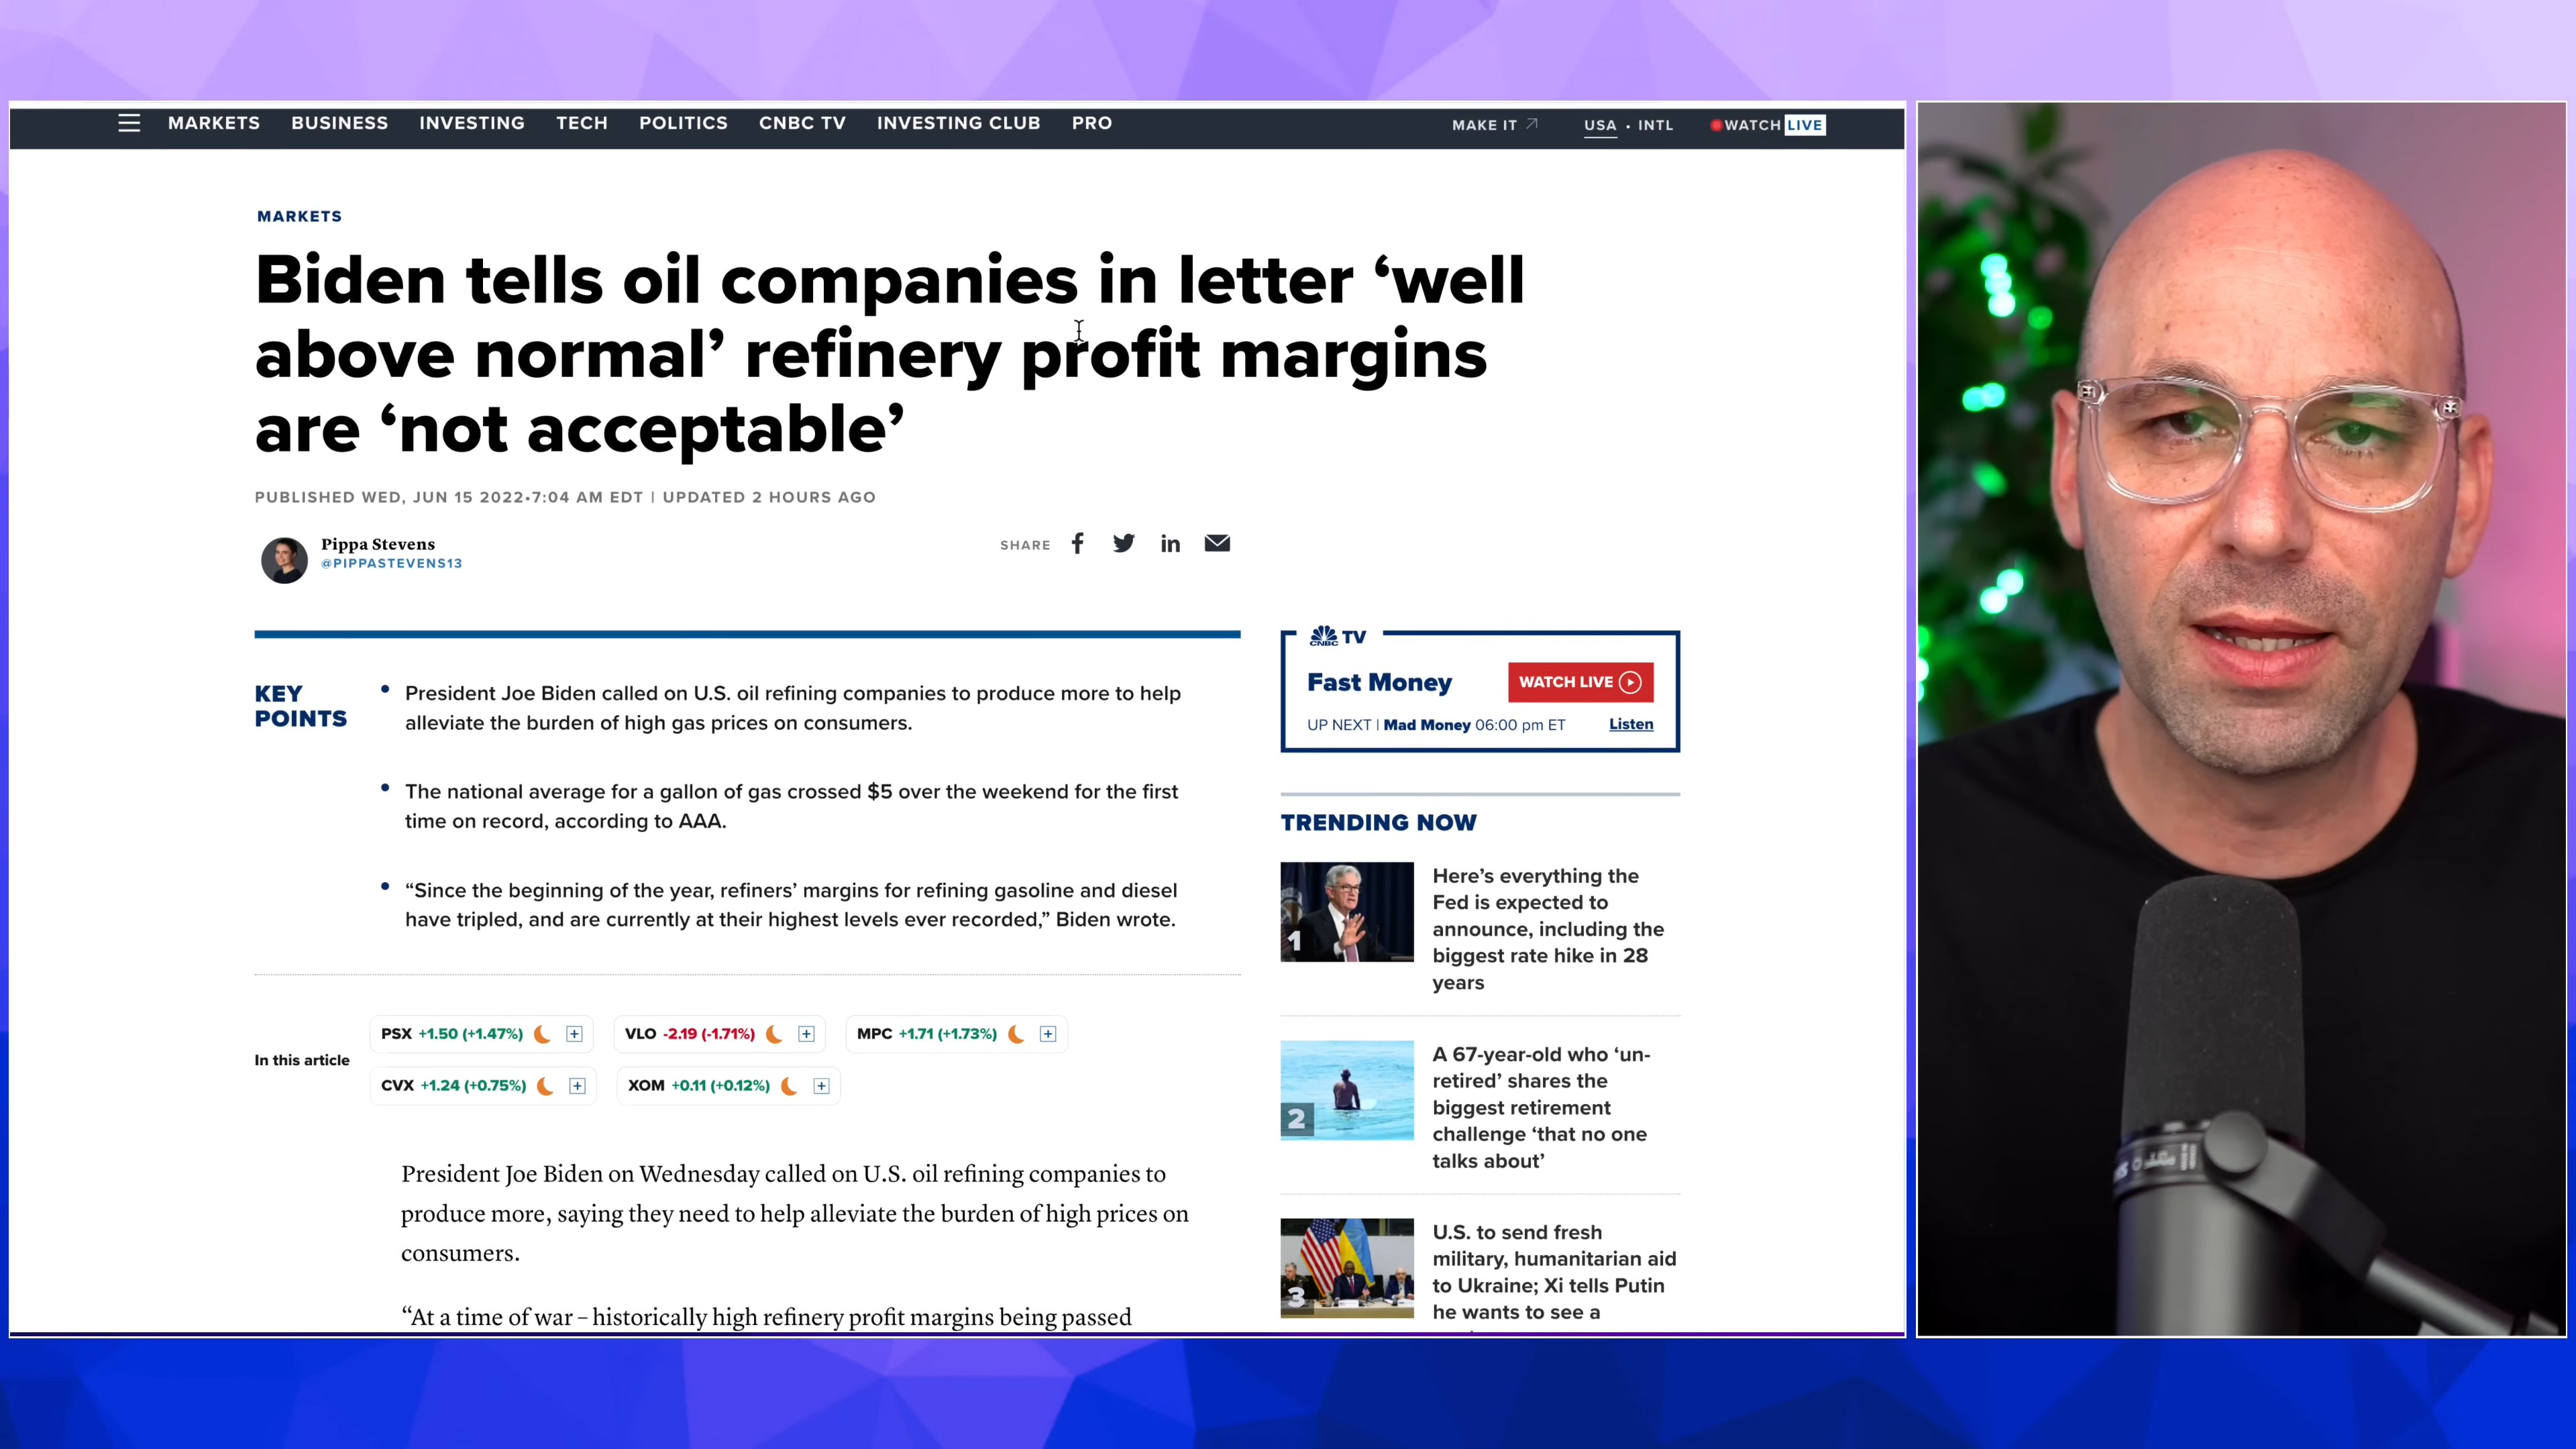 MARKETS BUSINESS INVESTING TECH POLITICS CNBC TV INVESTING CLUB PRO
MAKE IT USA • INTL WATCH LIVE
MARKETS
Biden tells oil companies in letter ‘well
above normal’ refinery profit margins
are ‘not acceptable’
PUBLISHED WED, JUN 15 2022•7:04 AM EDT | UPDATED 2 HOURS AGO
Pippa Stevens
@PIPPASTEVENS13
SHARE
KEY
POINTS
• President Joe Biden called on U.S. oil refining companies to produce more to help
alleviate the burden of high gas prices on consumers.
• The national average for a gallon of gas crossed $5 over the weekend for the first
time on record, according to AAA.
• “Since the beginning of the year, refiners’ margins for refining gasoline and diesel
have tripled, and are currently at their highest levels ever recorded,” Biden wrote.
In this article
PSX +1.50 (+1.47%)
VLO -2.19 (-1.71%)
MPC +1.71 (+1.73%)
CVX +1.24 (+0.75%)
XOM +0.11 (+0.12%)
President Joe Biden on Wednesday called on U.S. oil refining companies to
produce more, saying they need to help alleviate the burden of high prices on
consumers.
“At a time of war – historically high refinery profit margins being passed
CNBC TV
Fast Money
WATCH LIVE
UP NEXT | Mad Money 06:00 pm ET
Listen
TRENDING NOW
1
Here’s everything the
Fed is expected to
announce, including the
biggest rate hike in 28
years
2
A 67-year-old who ‘un-
retired’ shares the
biggest retirement
challenge ‘that no one
talks about’
3
U.S. to send fresh
military, humanitarian aid
to Ukraine; Xi tells Putin
he wants to see a